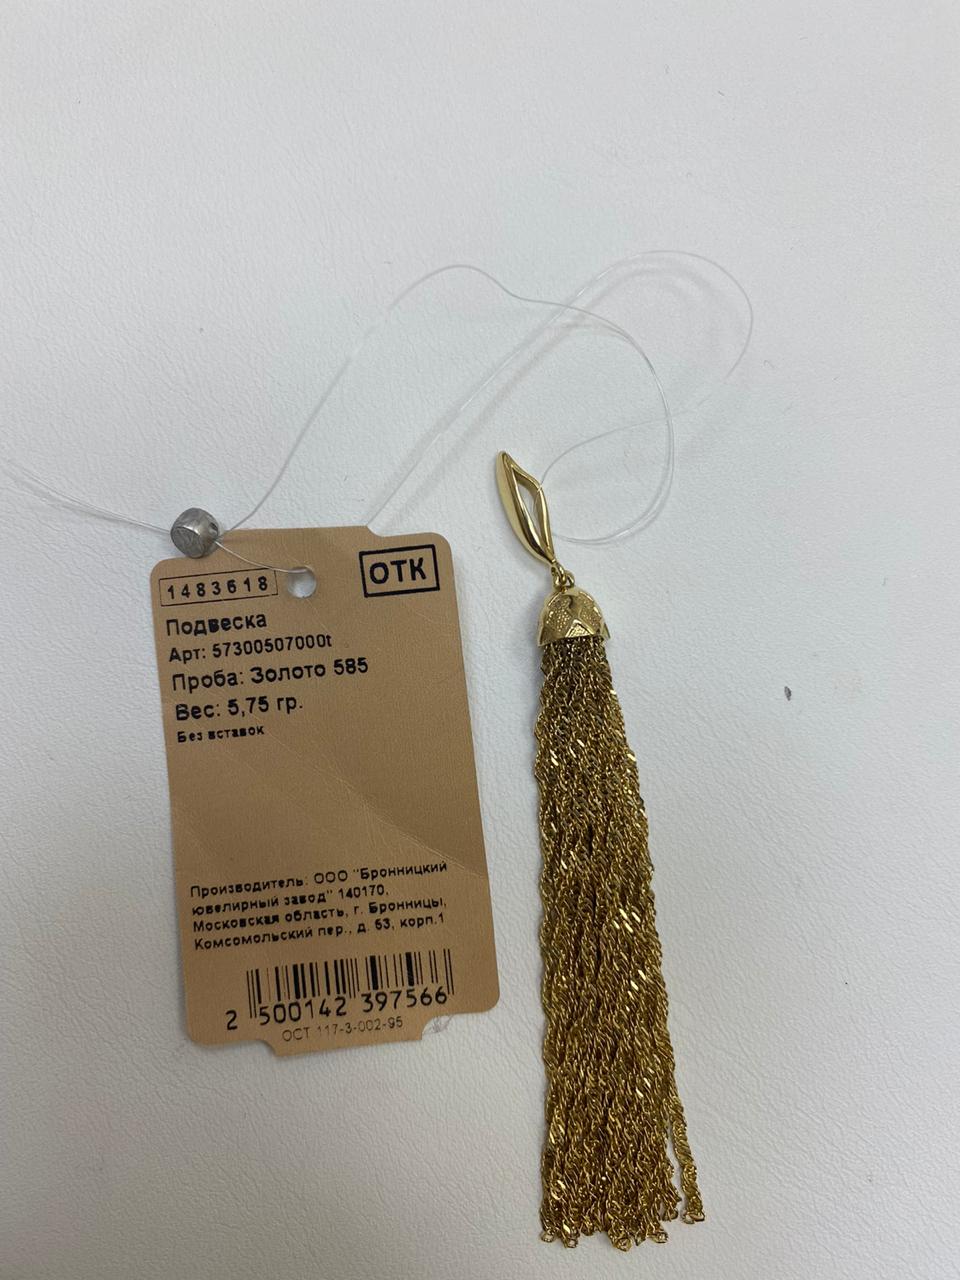 1483618
ОТК
Подвеска
Арт: 57300507000t
Проба: Золото 585
Вес: 5,75 гр.
Без вставок
Производитель: ООО "Бронницкий
ювелирный завод" 140170,
Московская область, г. Бронницы,
Комсомольский пер., д. 53, корп.1
2 500142 397566
ОСТ 117-3-002-95